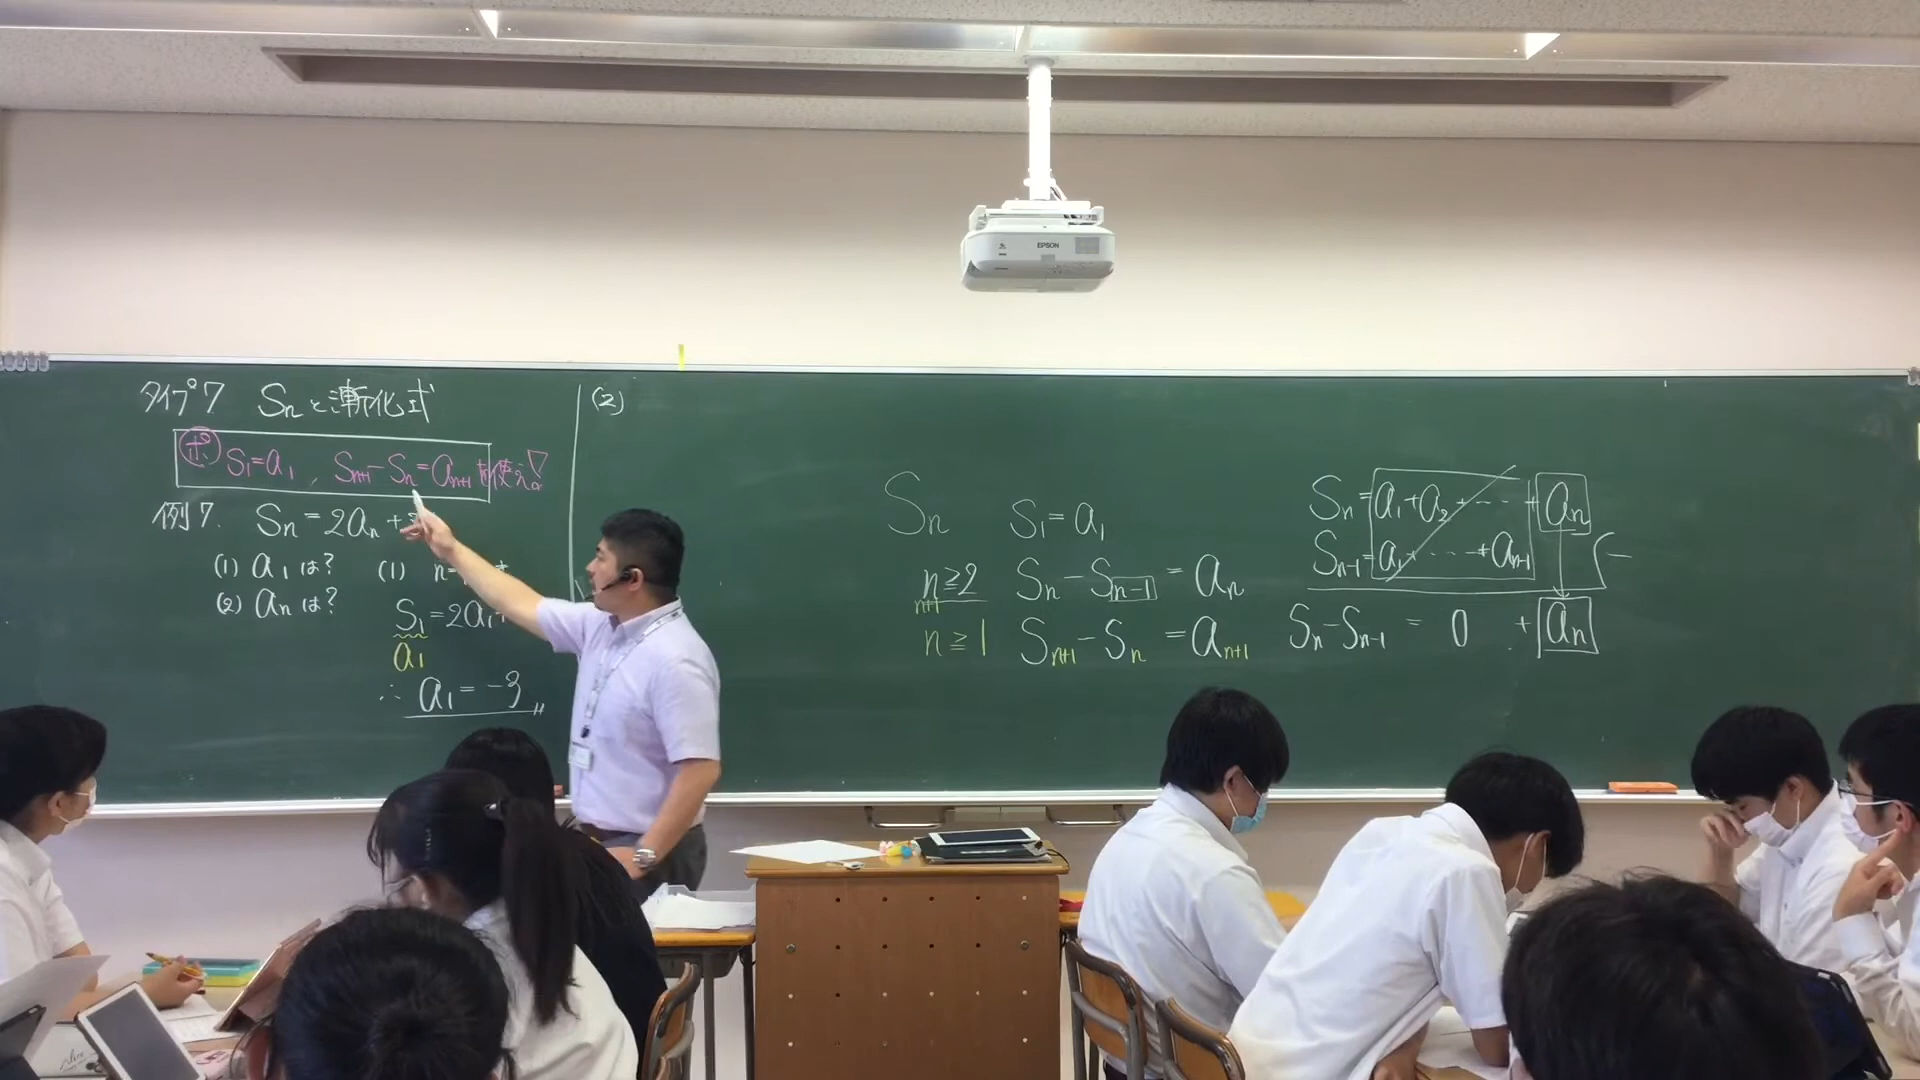 タイプ7 Snと漸化式
ポ. S₁=a₁, Sn+1-Sn=an+1を使え!
例7. Sn=2an+
(1) a₁は?
(2) anは?
(1) n=
S₁=2a₁+
a₁
∴ a₁=-3
(2)
Sn S₁=a₁
n≧2 Sn-Sn-1=an
n+1
n≧1 Sn+1-Sn=an+1
Sn=a₁+a₂+……+an
Sn-1=a₁+……+an-1
Sn-Sn-1=0+an
EPSON